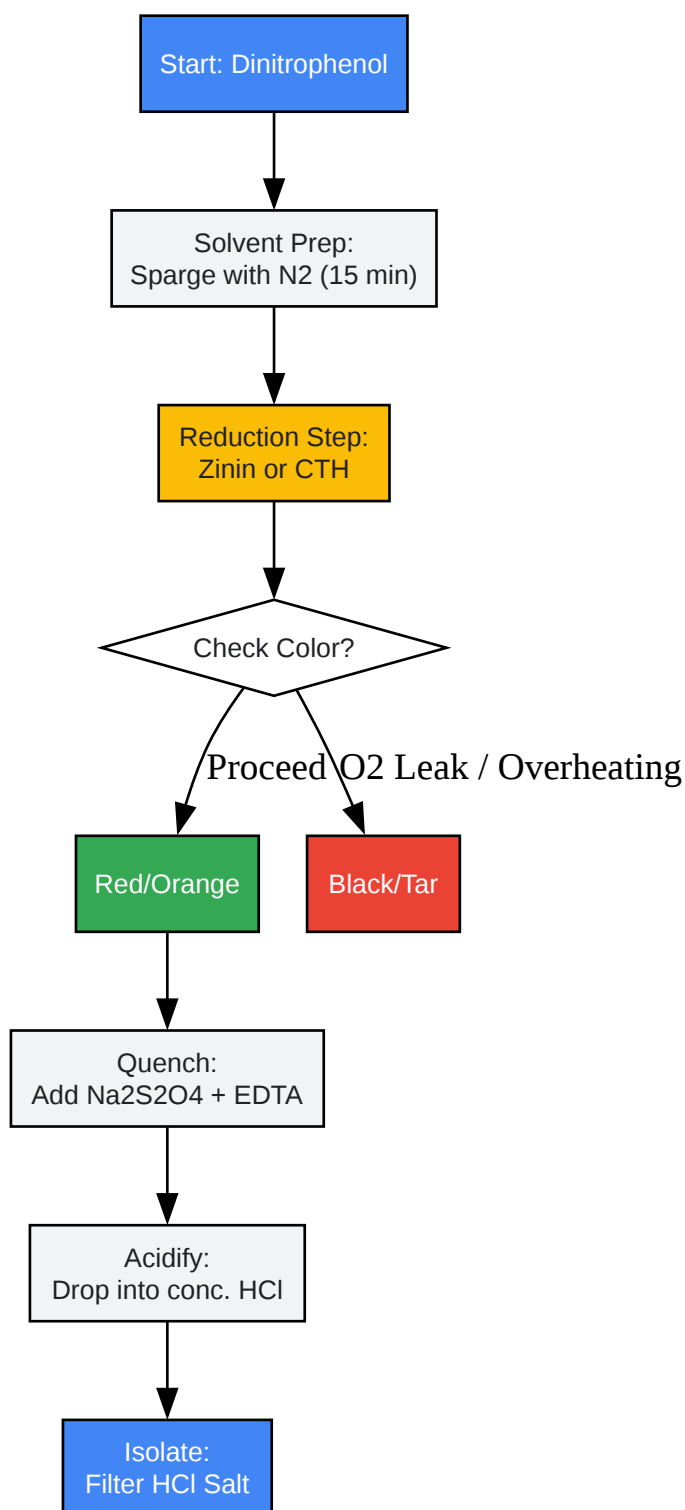 Start: Dinitrophenol
Solvent Prep:
Sparge with N2 (15 min)
Reduction Step:
Zinin or CTH
Check Color?
Proceed
O2 Leak / Overheating
Red/Orange
Black/Tar
Quench:
Add Na2S2O4 + EDTA
Acidify:
Drop into conc. HCl
Isolate:
Filter HCl Salt